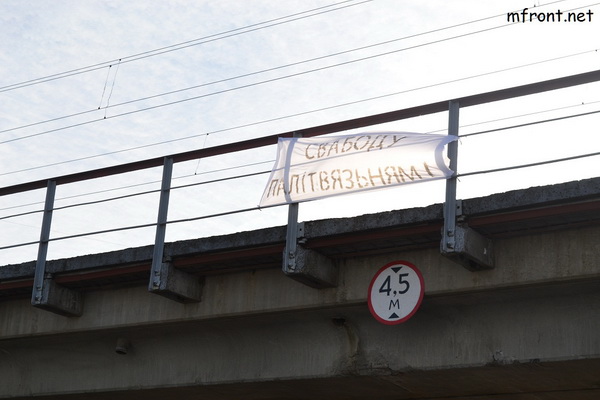 mfront.net
СВАБОДУ
ПАЛІТВЯЗЬНЯМ!
4,5
м